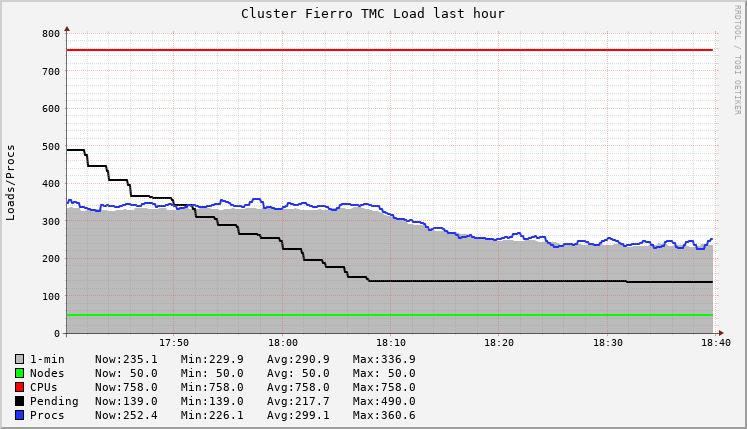 Cluster Fierro TMC Load last hour
RRDTOOL / TOBI OETIKER
Loads/Procs
800
700
600
500
400
300
200
100
0
17:50 18:00 18:10 18:20 18:30 18:40
1-min Now:235.1 Min:229.9 Avg:290.9 Max:336.9
Nodes Now: 50.0 Min: 50.0 Avg: 50.0 Max: 50.0
CPUs Now:758.0 Min:758.0 Avg:758.0 Max:758.0
Pending Now:139.0 Min:139.0 Avg:217.7 Max:490.0
Procs Now:252.4 Min:226.1 Avg:299.1 Max:360.6